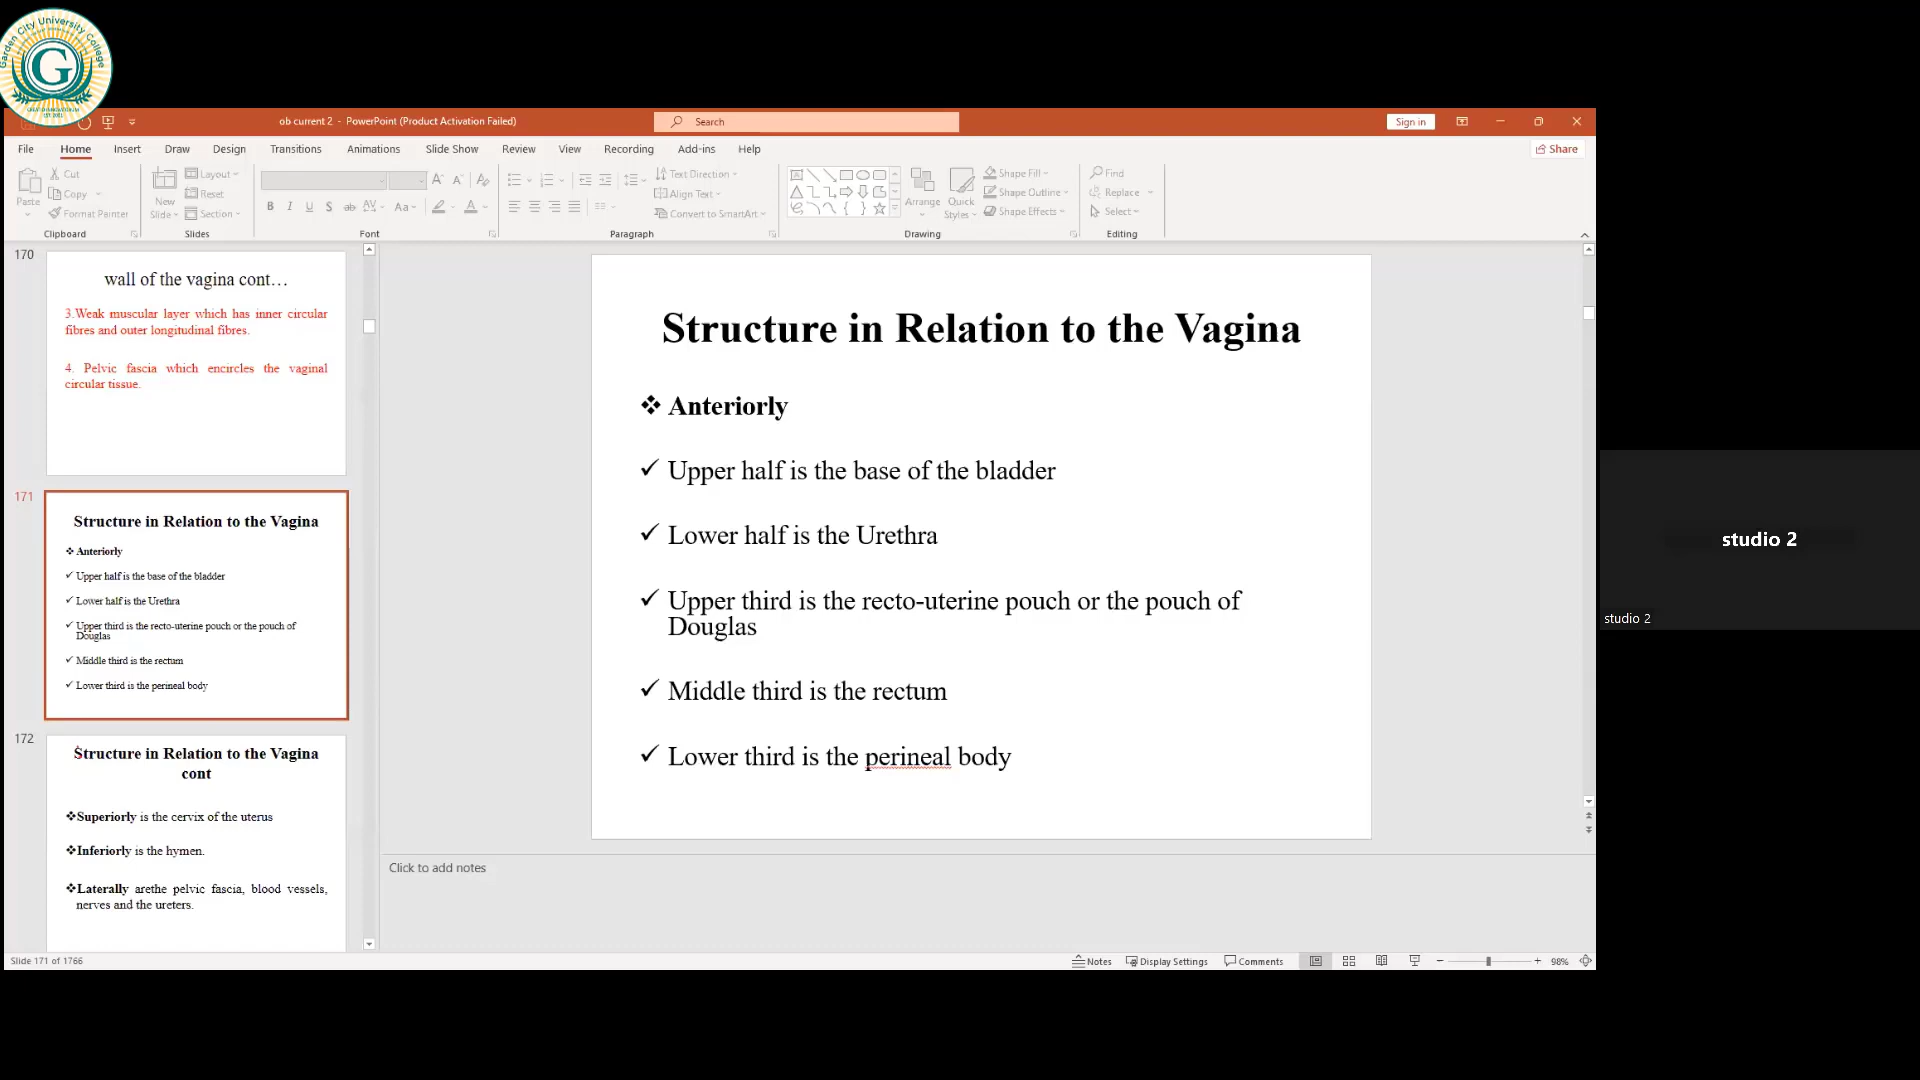 Garden City University College
G
ob current 2 - PowerPoint (Product Activation Failed)
Search
Sign in
File Home Insert Draw Design Transitions Animations Slide Show Review View Recording Add-ins Help
Share
Paste
Cut
Copy
Format Painter
Clipboard
New Slide
Layout
Reset
Section
Slides
B I U S ab AV Aa A
Font
Text Direction
Align Text
Convert to SmartArt
Paragraph
Arrange
Quick Styles
Shape Fill
Shape Outline
Shape Effects
Drawing
Find
Replace
Select
Editing
170
wall of the vagina cont…
3.Weak muscular layer which has inner circular
fibres and outer longitudinal fibres.
4. Pelvic fascia which encircles the vaginal
circular tissue.
171
Structure in Relation to the Vagina
❖ Anteriorly
✓ Upper half is the base of the bladder
✓ Lower half is the Urethra
✓ Upper third is the recto-uterine pouch or the pouch of
Douglas
✓ Middle third is the rectum
✓ Lower third is the perineal body
172
Structure in Relation to the Vagina
cont
❖Superiorly is the cervix of the uterus
❖Inferiorly is the hymen.
❖Laterally arethe pelvic fascia, blood vessels,
nerves and the ureters.
Structure in Relation to the Vagina
❖ Anteriorly
✓ Upper half is the base of the bladder
✓ Lower half is the Urethra
✓ Upper third is the recto-uterine pouch or the pouch of
Douglas
✓ Middle third is the rectum
✓ Lower third is the perineal body
Click to add notes
Slide 171 of 1766
Notes Display Settings Comments 98%
studio 2
studio 2